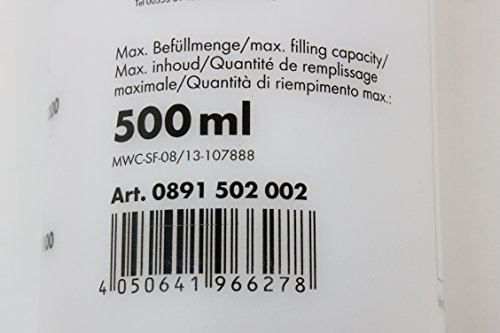 Max. Befüllmenge/max. filling capacity/
Max. inhoud/Quantité de remplissage
maximale/Quantità di riempimento max.:
500 ml
MWC-SF-08/13-107888
Art. 0891 502 002
4 050641 966278